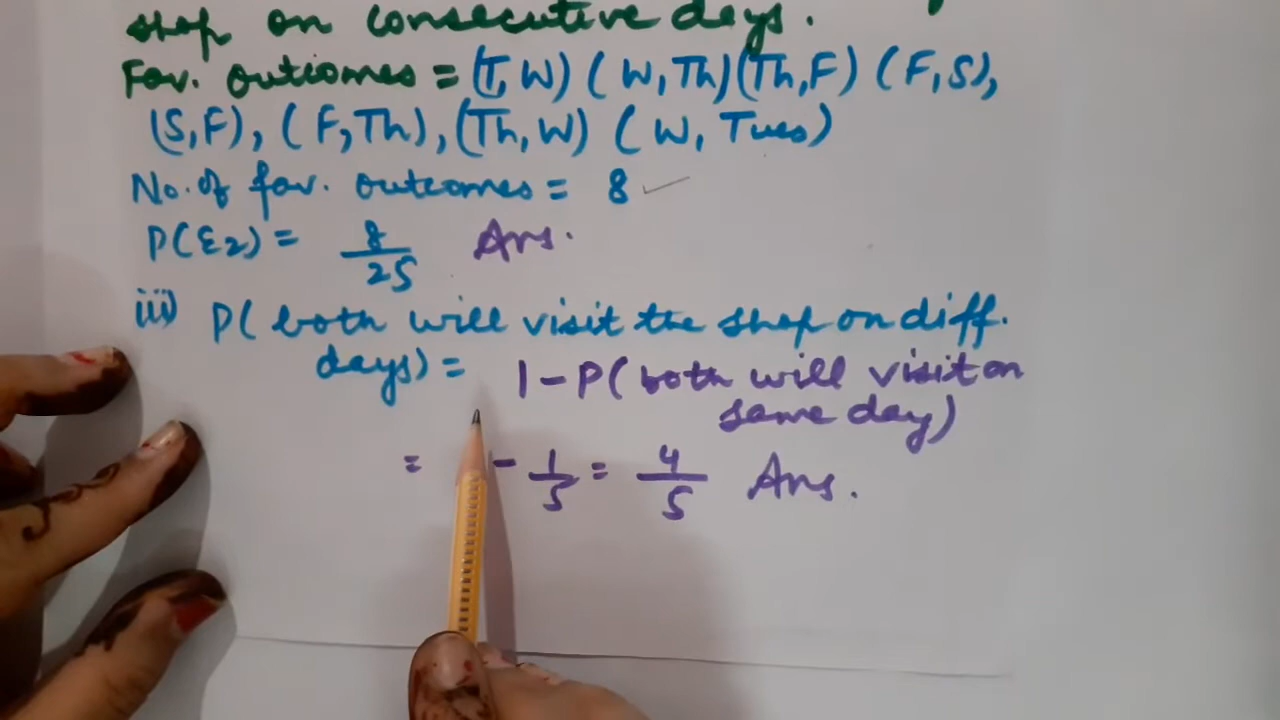 shop on consecutive days.
Fav. outcomes = (T, W) (W, Th) (Th, F) (F, S),
(S, F), (F, Th), (Th, W) (W, Tues)
No. of fav. outcomes = 8 ✓
P(E2) = 8/25 Ans.
iii) P( both will visit the shop on diff.
days) = 1 - P( both will visit on
same day)
= - 1/5 = 4/5 Ans.